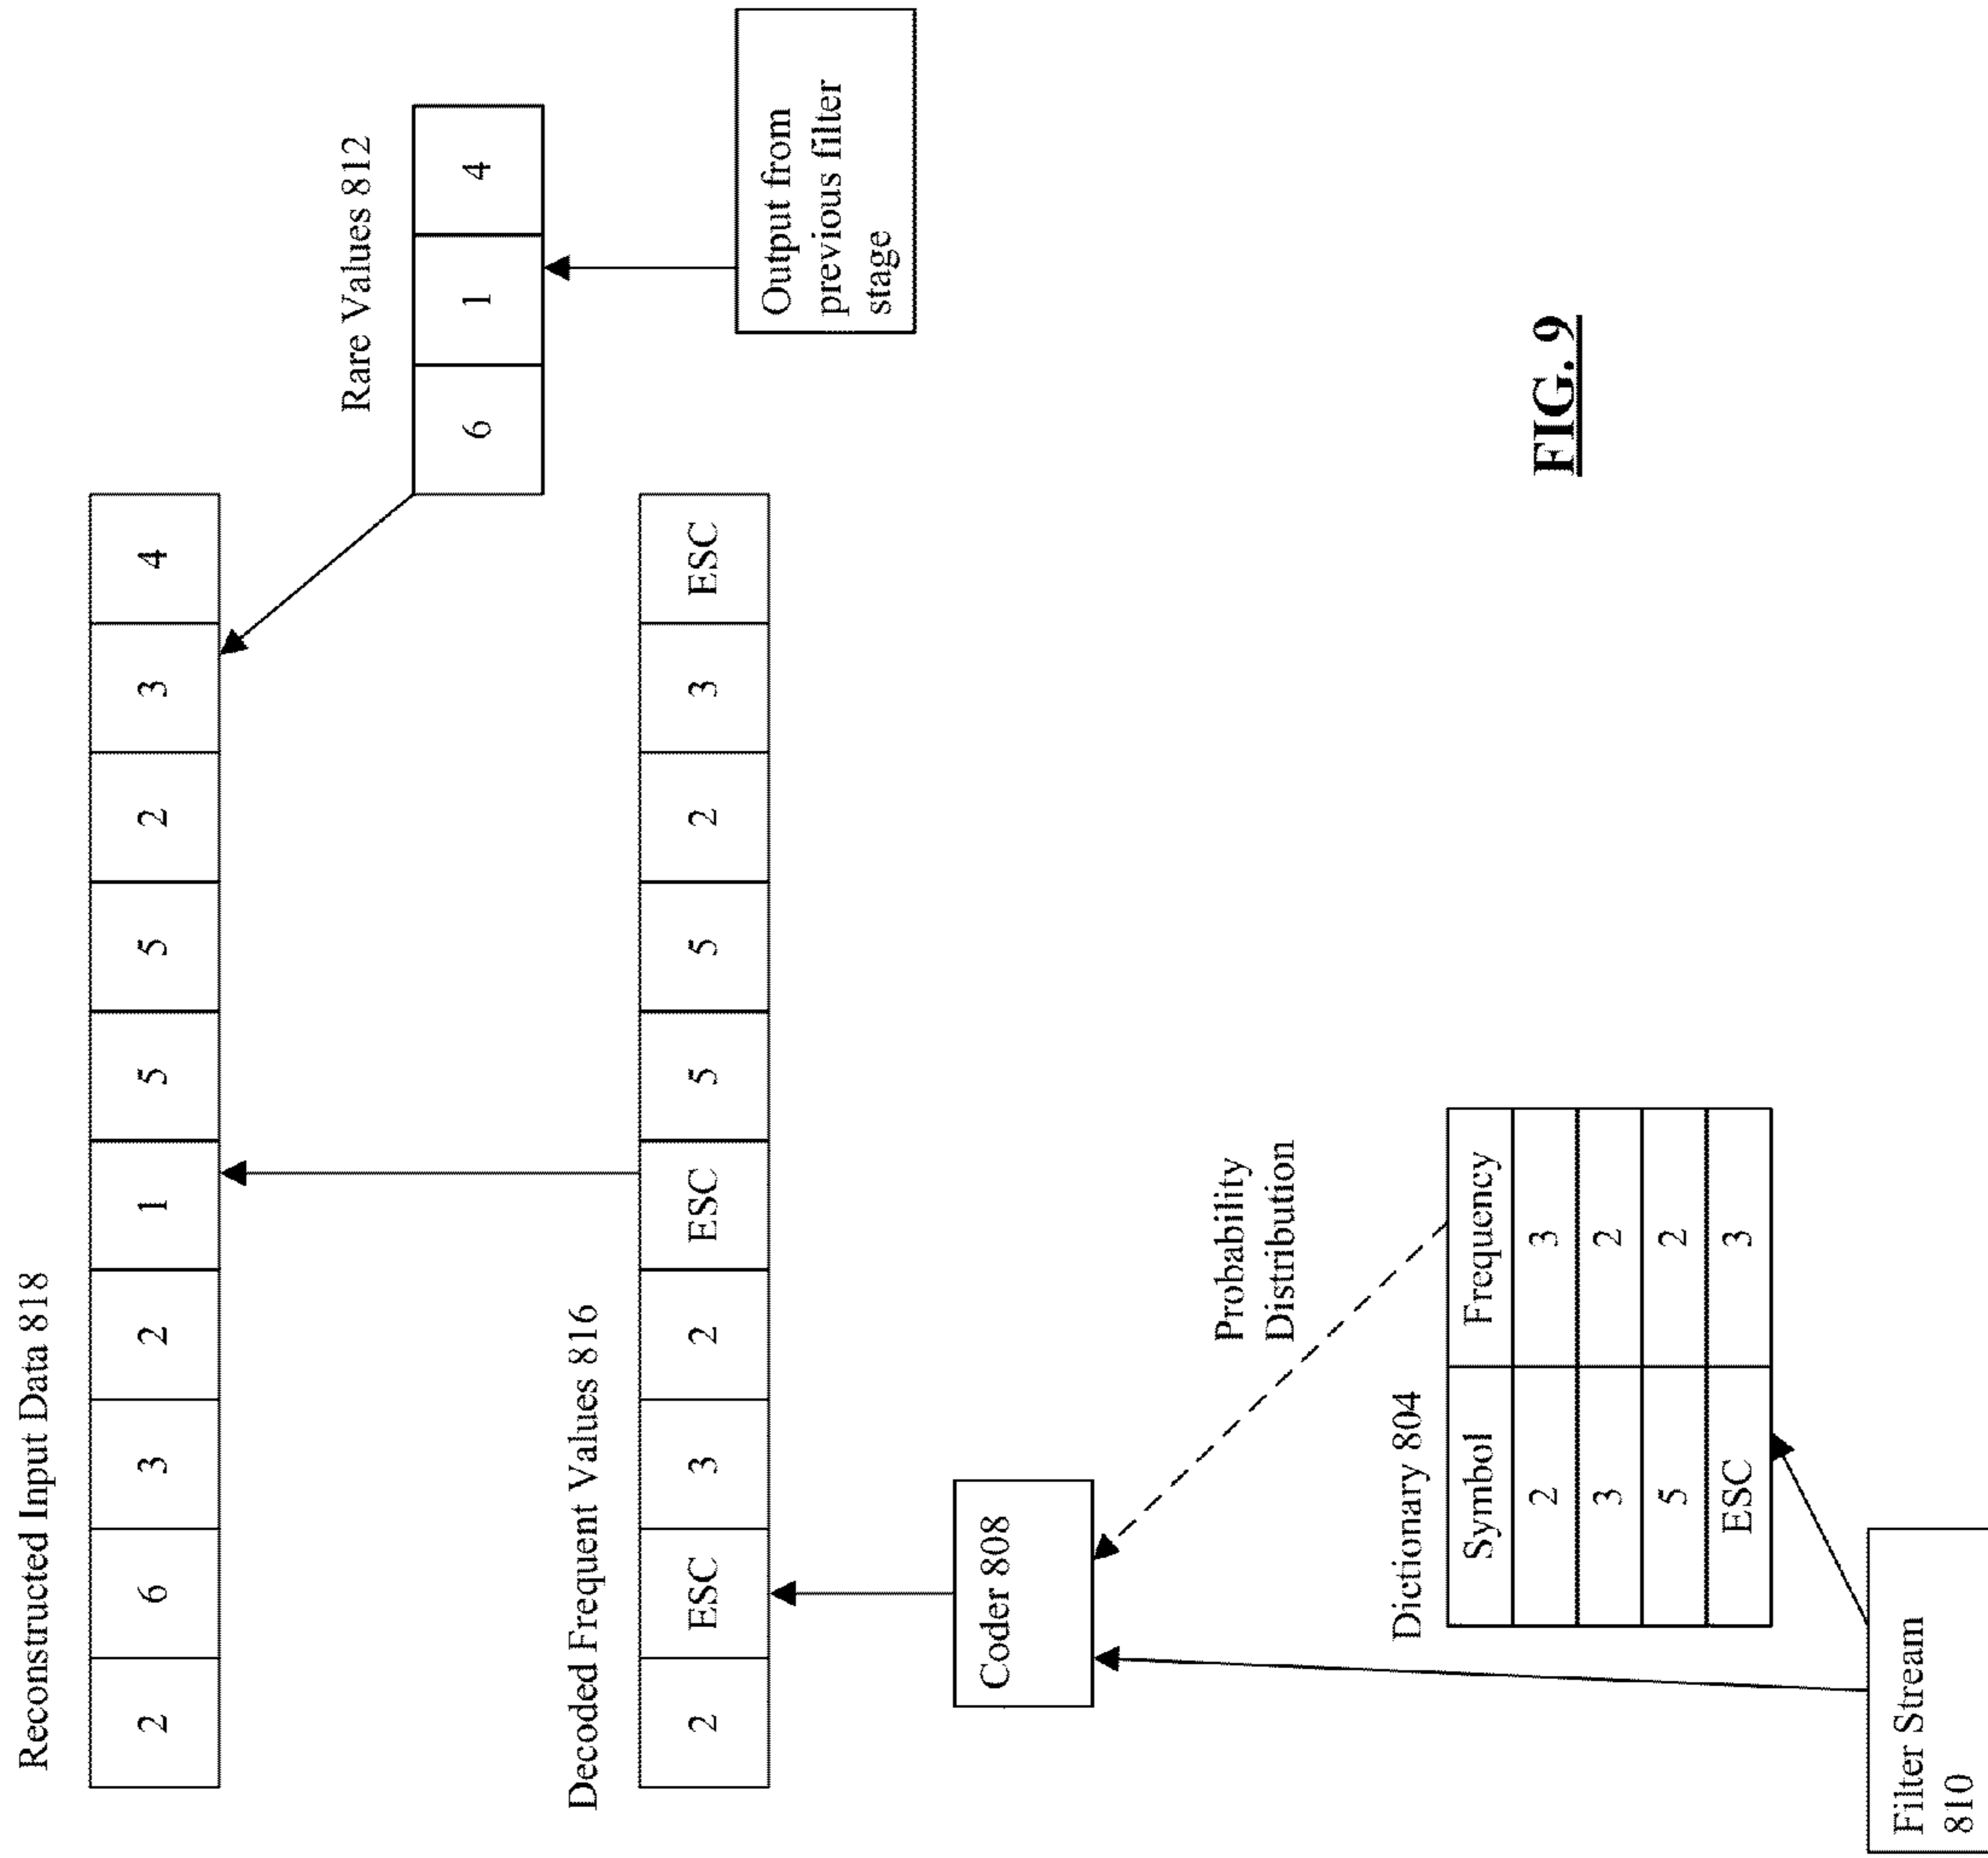 Reconstructed Input Data 818
2 6 3 2 1 5 5 2 3 4
Rare Values 812
6 1 4
Decoded Frequent Values 816
2 ESC 3 2 ESC 5 5 2 3 ESC
Output from
previous filter
stage
Coder 808
Probability
Distribution
Dictionary 804
Symbol Frequency
2 3
3 2
5 2
ESC 3
Filter Stream
810
FIG. 9